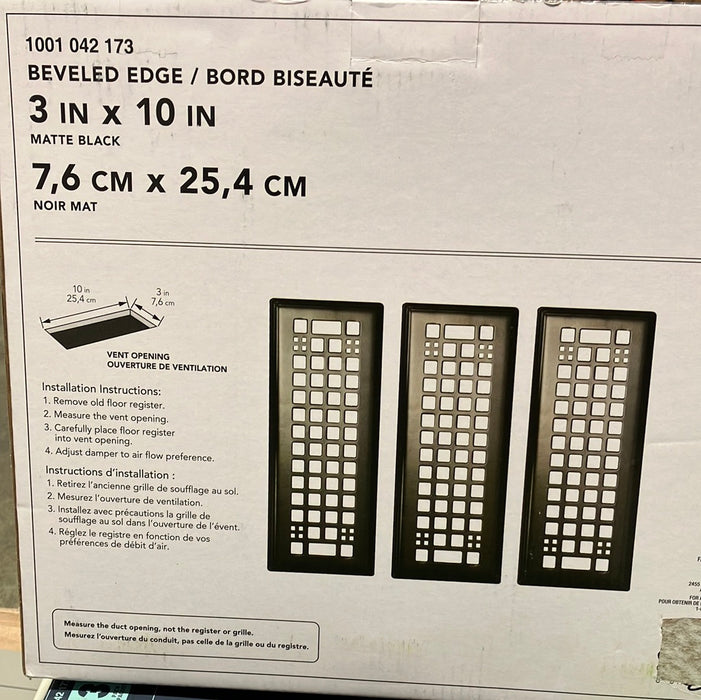 1001 042 173
BEVELED EDGE / BORD BISEAUTÉ
3 IN X 10 IN
MATTE BLACK
7,6 CM X 25,4 CM
NOIR MAT
10 in
25,4 cm
3 in
7,6 cm
VENT OPENING
OUVERTURE DE VENTILATION
Installation Instructions:
1. Remove old floor register.
2. Measure the vent opening.
3. Carefully place floor register
into vent opening.
4. Adjust damper to air flow preference.
Instructions d'installation :
1. Retirez l'ancienne grille de soufflage au sol.
2. Mesurez l'ouverture de ventilation.
3. Installez avec précautions la grille de
soufflage au sol dans l'ouverture de l'évent.
4. Réglez le registre en fonction de vos
préférences de débit d'air.
Measure the duct opening, not the register or grille.
Mesurez l'ouverture du conduit, pas celle de la grille ou du registre.
2455
FOR
POUR OBTENIR DE